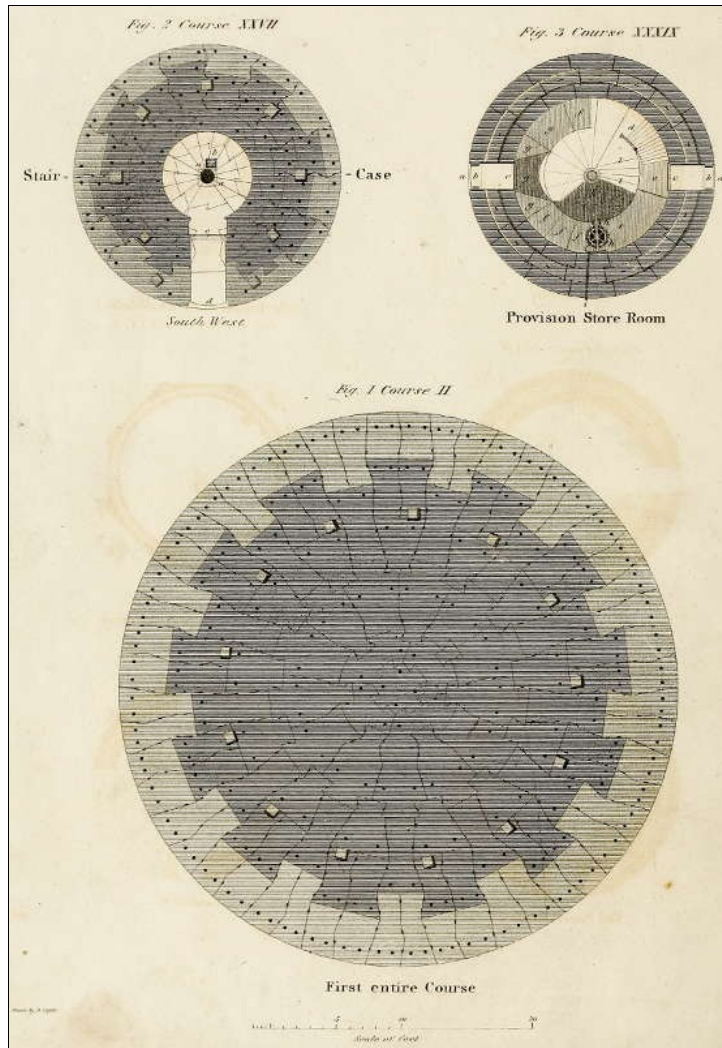 Fig. 2 Course XXVII
Fig. 3 Course XXXIX
Stair
Case
a
b
c
d
South West
a b c
c b a
d
Provision Store Room
Fig. 1 Course II
First entire Course
5 10 20
Scale of Feet